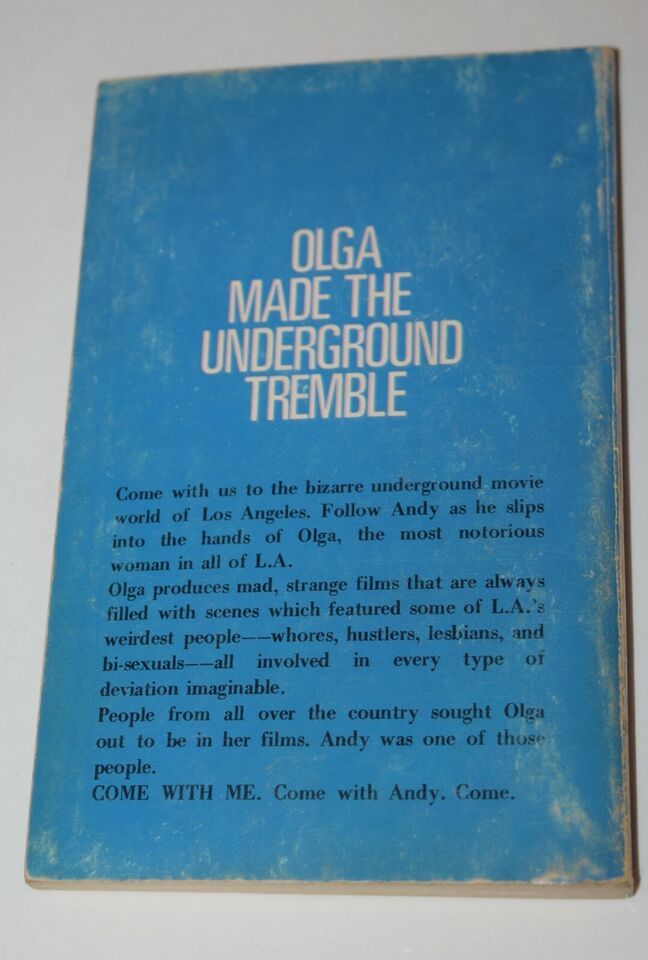 OLGA
MADE THE
UNDERGROUND
TREMBLE
Come with us to the bizarre underground movie
world of Los Angeles. Follow Andy as he slips
into the hands of Olga, the most notorious
woman in all of L.A.
Olga produces mad, strange films that are always
filled with scenes which featured some of L.A.'s
weirdest people——whores, hustlers, lesbians, and
bi-sexuals——all involved in every type of
deviation imaginable.
People from all over the country sought Olga
out to be in her films. Andy was one of those
people.
COME WITH ME. Come with Andy. Come.